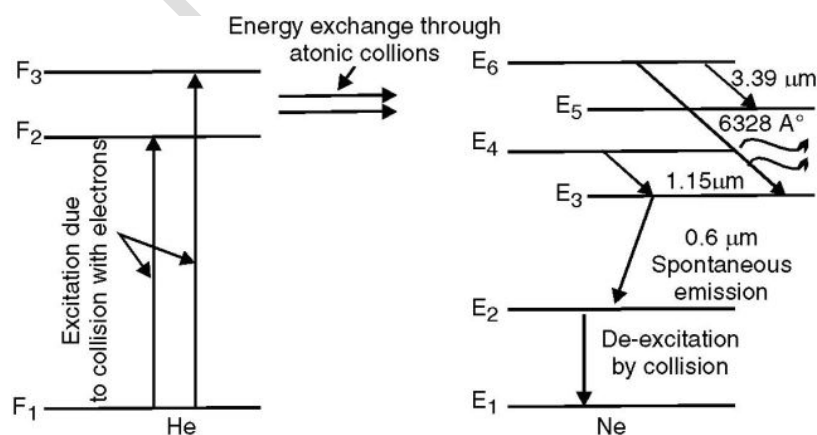 Energy exchange through
atonic collions
F3
F2
F1
Excitation due
to collision with electrons
He
E6
3.39 μm
E5
6328 A°
E4
1.15μm
E3
0.6 μm
Spontaneous
emission
E2
De-excitation
by collision
E1
Ne